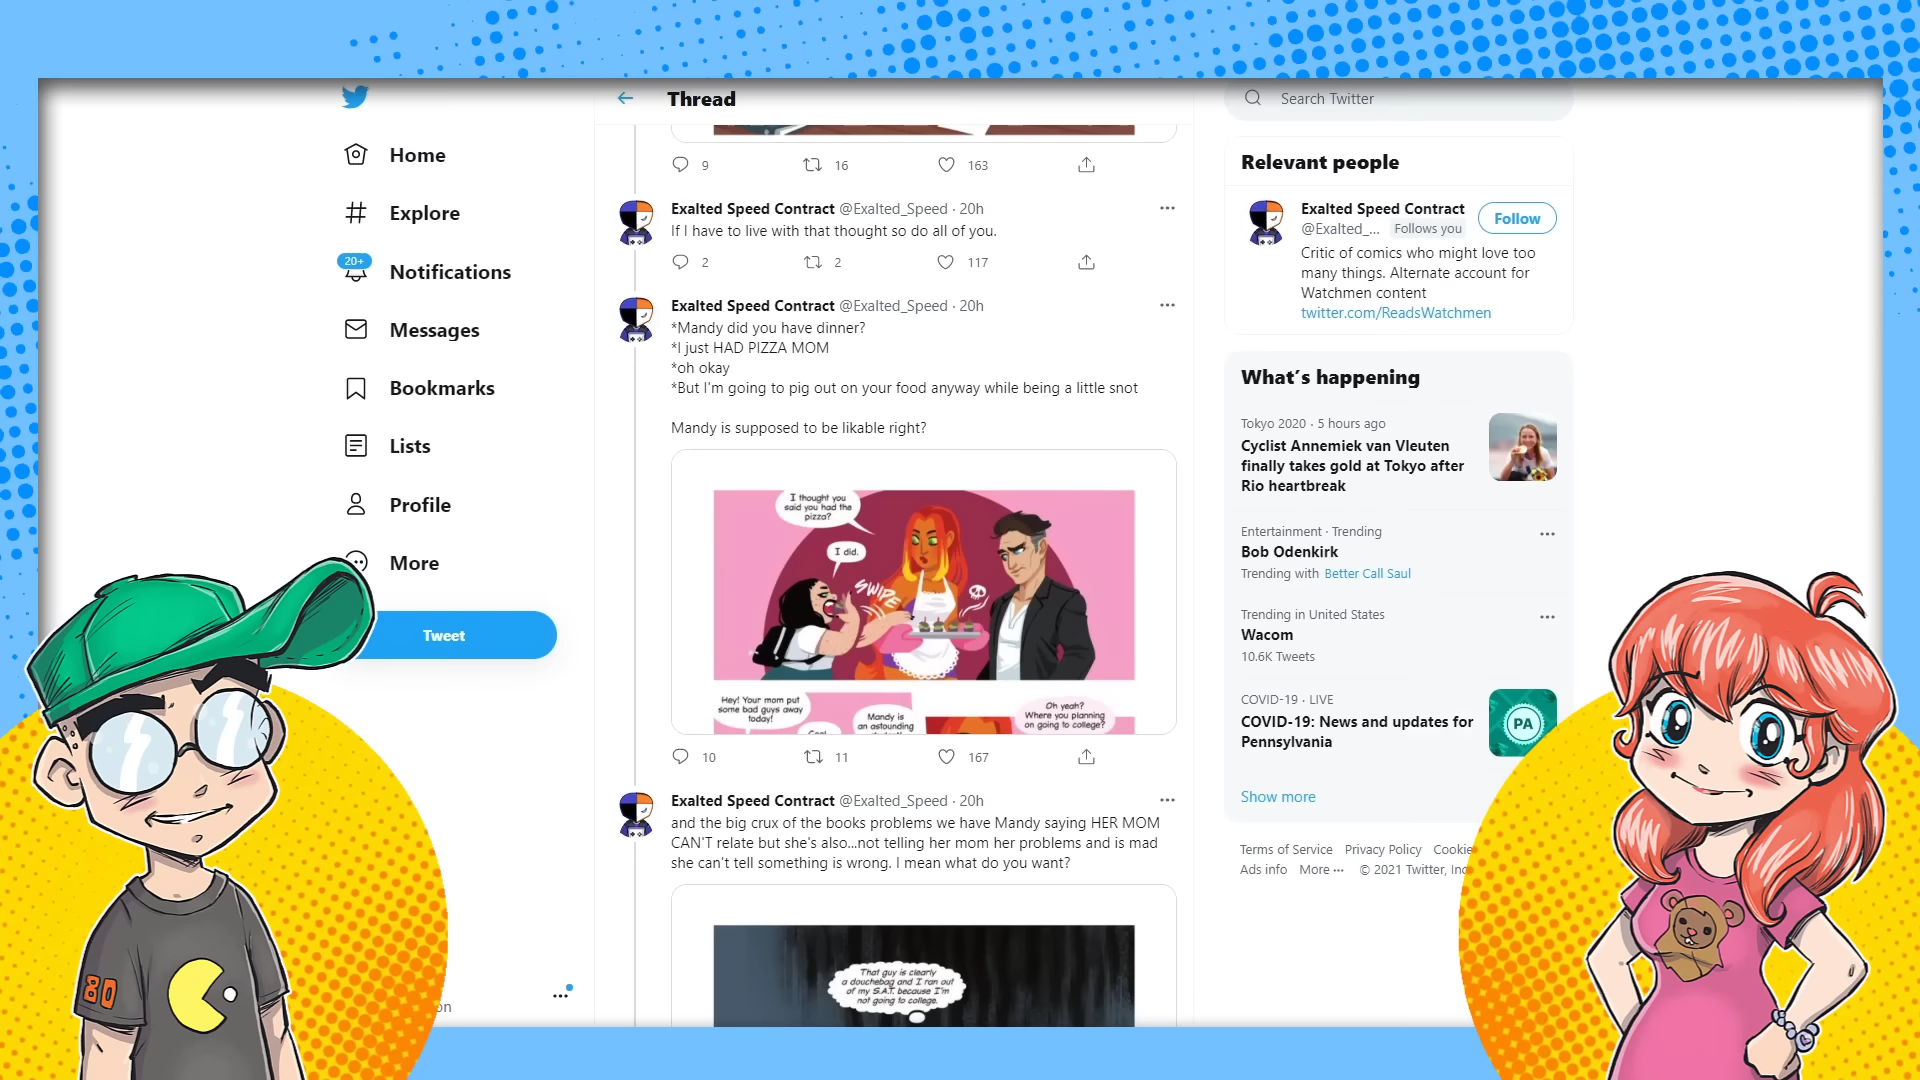 Home
Explore
20+
Notifications
Messages
Bookmarks
Lists
Profile
More
Tweet
Thread
9
16
163
Exalted Speed Contract @Exalted_Speed · 20h
If I have to live with that thought so do all of you.
2
2
117
Exalted Speed Contract @Exalted_Speed · 20h
*Mandy did you have dinner?
*I just HAD PIZZA MOM
*oh okay
*But I'm going to pig out on your food anyway while being a little snot
Mandy is supposed to be likable right?
I thought you
said you had the
pizza?
I did.
SWIPE
Hey! Your mom put
some bad guys away
today!
Mandy is
an astounding
Oh yeah?
Where you planning
on going to college?
10
11
167
Exalted Speed Contract @Exalted_Speed · 20h
and the big crux of the books problems we have Mandy saying HER MOM
CAN'T relate but she's also...not telling her mom her problems and is mad
she can't tell something is wrong. I mean what do you want?
That guy is clearly
a douchebag and I ran out
of my S.A.T. because I'm
not going to college.
Search Twitter
Relevant people
Exalted Speed Contract
@Exalted_... Follows you
Follow
Critic of comics who might love too
many things. Alternate account for
Watchmen content
twitter.com/ReadsWatchmen
What's happening
Tokyo 2020 · 5 hours ago
Cyclist Annemiek van Vleuten
finally takes gold at Tokyo after
Rio heartbreak
Entertainment · Trending
Bob Odenkirk
Trending with Better Call Saul
Trending in United States
Wacom
10.6K Tweets
COVID-19 · LIVE
COVID-19: News and updates for
Pennsylvania
PA
Show more
Terms of Service Privacy Policy Cookie
Ads info More ··· © 2021 Twitter, Inc
80
on